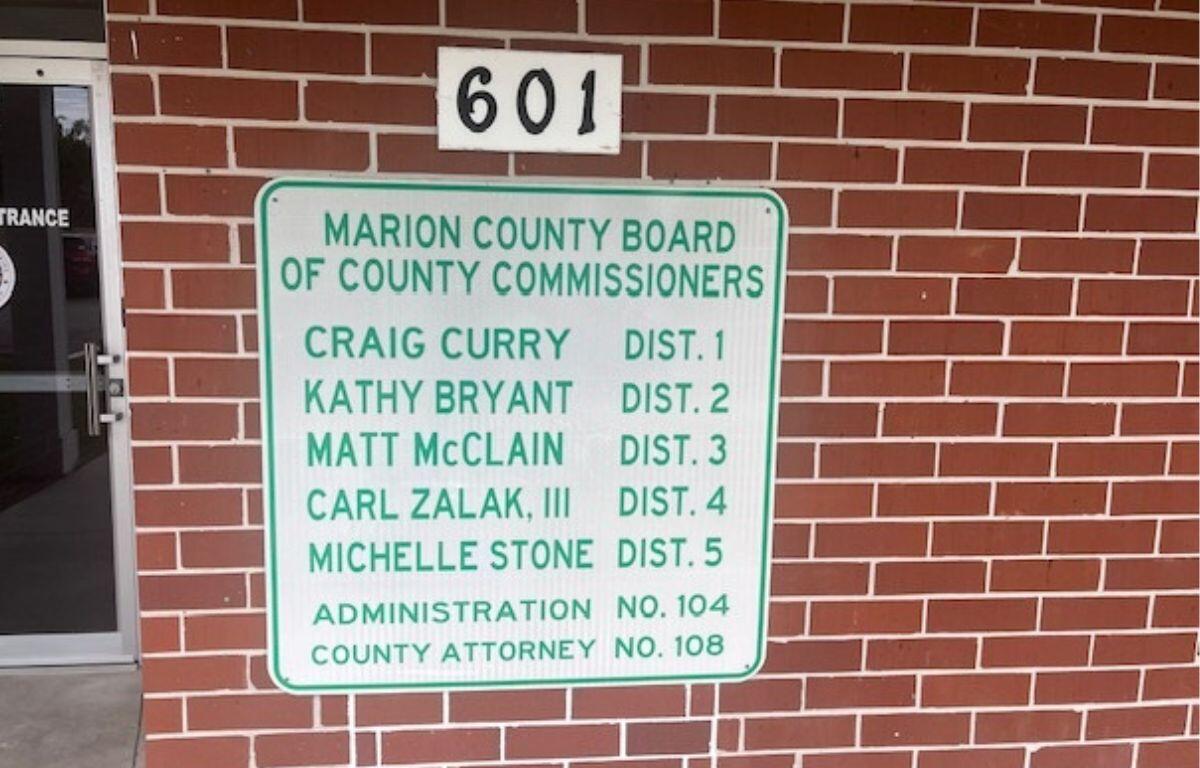 601
TRANCE
MARION COUNTY BOARD
OF COUNTY COMMISSIONERS
CRAIG CURRY DIST. 1
KATHY BRYANT DIST. 2
MATT McCLAIN DIST. 3
CARL ZALAK, III DIST. 4
MICHELLE STONE DIST. 5
ADMINISTRATION NO. 104
COUNTY ATTORNEY NO. 108